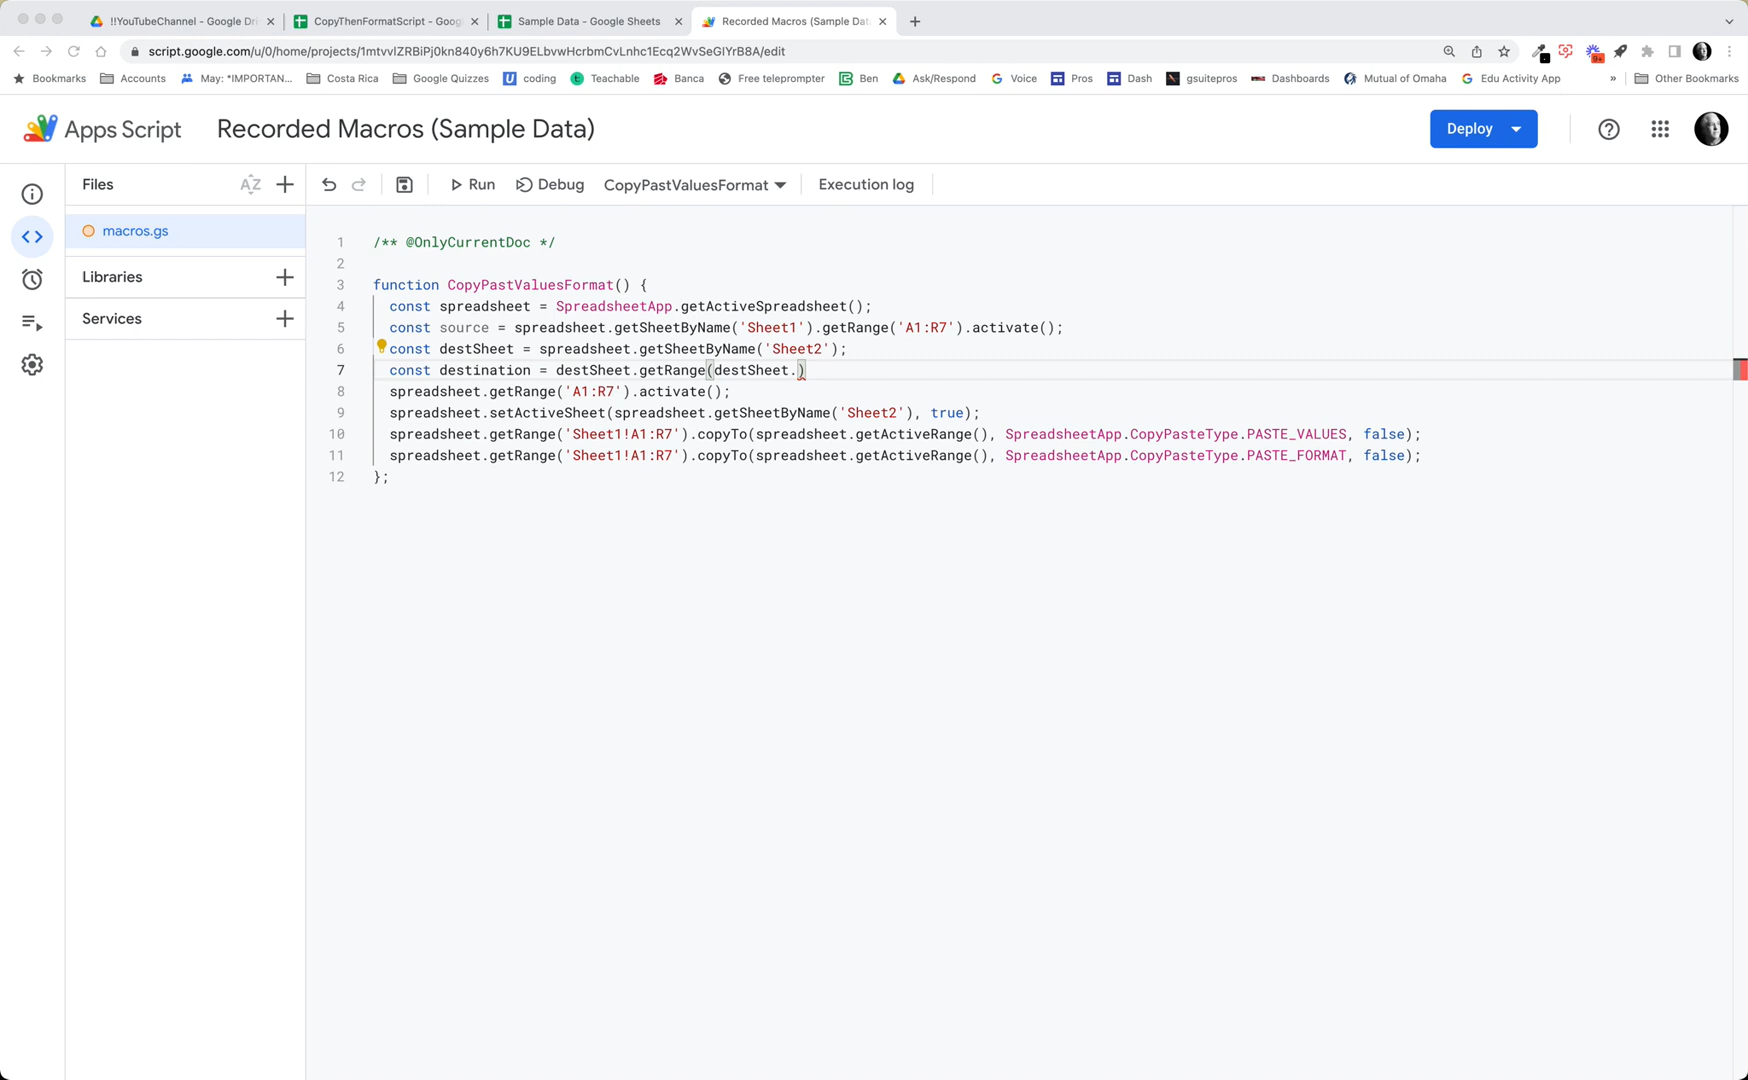 !!YouTubeChannel - Google Dri
CopyThenFormatScript - Goog
Sample Data - Google Sheets
Recorded Macros (Sample Dat
script.google.com/u/0/home/projects/1mtvvlZRBiPj0kn840y6h7KU9ELbvwHcrbmCvLnhc1Ecq2WvSeGIYrB8A/edit
9+
Bookmarks
Accounts
May: *IMPORTAN...
Costa Rica
Google Quizzes
coding
Teachable
Banca
Free teleprompter
Ben
Ask/Respond
Voice
Pros
Dash
gsuitepros
Dashboards
Mutual of Omaha
Edu Activity App
»
Other Bookmarks
Apps Script
Recorded Macros (Sample Data)
Deploy
Files
AZ
Run
Debug
CopyPastValuesFormat
Execution log
macros.gs
Libraries
Services
1 /** @OnlyCurrentDoc */
2
3 function CopyPastValuesFormat() {
4 const spreadsheet = SpreadsheetApp.getActiveSpreadsheet();
5 const source = spreadsheet.getSheetByName('Sheet1').getRange('A1:R7').activate();
6 const destSheet = spreadsheet.getSheetByName('Sheet2');
7 const destination = destSheet.getRange(destSheet.)
8 spreadsheet.getRange('A1:R7').activate();
9 spreadsheet.setActiveSheet(spreadsheet.getSheetByName('Sheet2'), true);
10 spreadsheet.getRange('Sheet1!A1:R7').copyTo(spreadsheet.getActiveRange(), SpreadsheetApp.CopyPasteType.PASTE_VALUES, false);
11 spreadsheet.getRange('Sheet1!A1:R7').copyTo(spreadsheet.getActiveRange(), SpreadsheetApp.CopyPasteType.PASTE_FORMAT, false);
12 };